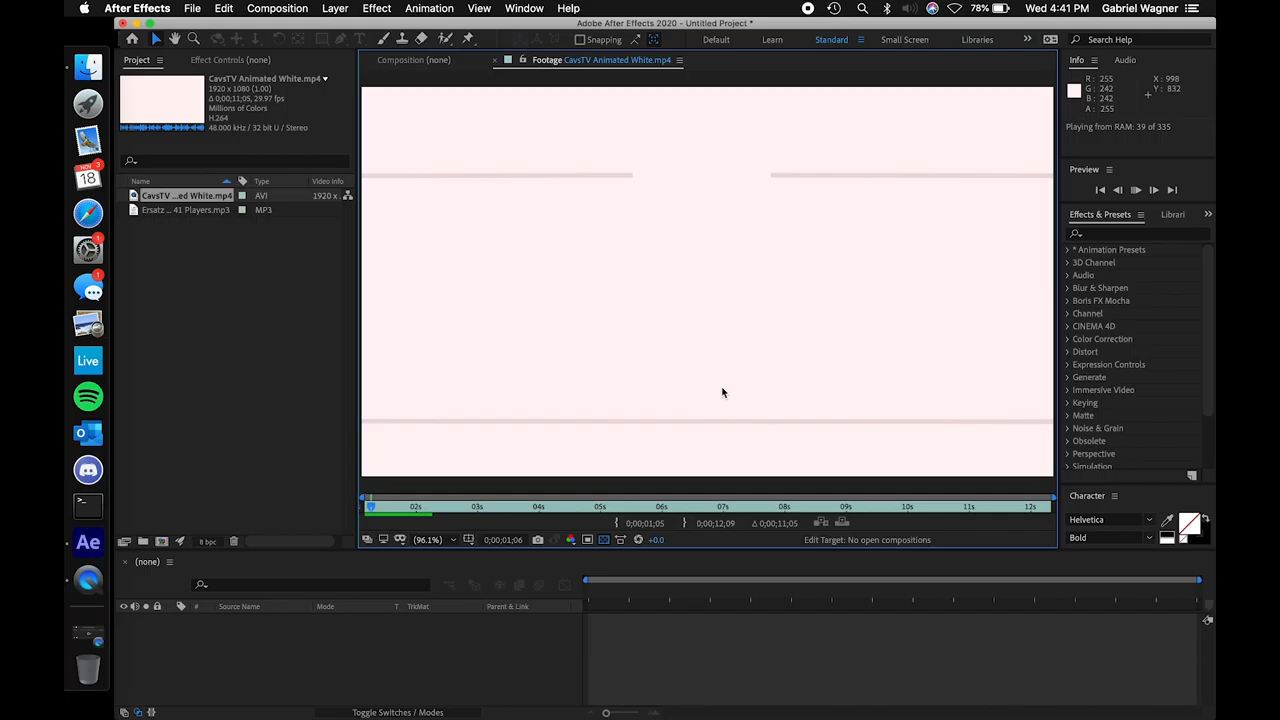 After Effects File Edit Composition Layer Effect Animation View Window Help 78% Wed 4:41 PM Gabriel Wagner
Adobe After Effects 2020 - Untitled Project *
Snapping Default Learn Standard Small Screen Libraries Search Help
Project Effect Controls (none)
Composition (none)
Footage CavsTV Animated White.mp4
Info Audio
CavsTV Animated White.mp4
1920 x 1080 (1.00)
Δ 0;00;11;05, 29.97 fps
Millions of Colors
H.264
48.000 kHz / 32 bit U / Stereo
R: 255
G: 242
B: 242
A: 255
X: 998
Y: 832
Playing from RAM: 39 of 335
Preview
Name Type Video Info
CavsTV ...ed White.mp4 AVI 1920 x
Ersatz ... 41 Players.mp3 MP3
Effects & Presets Librari
* Animation Presets
3D Channel
Audio
Blur & Sharpen
Boris FX Mocha
Channel
CINEMA 4D
Color Correction
Distort
Expression Controls
Generate
Immersive Video
Keying
Matte
Noise & Grain
Obsolete
Perspective
Simulation
NOV
18
3
1
1
Live
Ae
02s 03s 04s 05s 06s 07s 08s 09s 10s 11s 12s
0;00;01;05 0;00;12;09 Δ 0;00;11;05
8 bpc
(96.1%) 0;00;01;06 +0.0 Edit Target: No open compositions
Character
Helvetica
Bold
(none)
# Source Name Mode T TrkMat Parent & Link
Toggle Switches / Modes